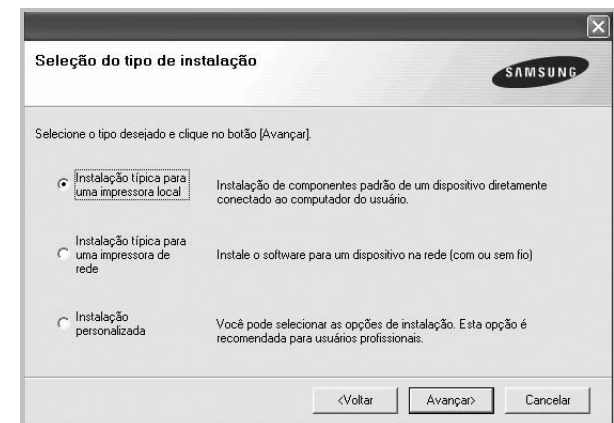 Seleção do tipo de instalação
SAMSUNG
Selecione o tipo desejado e clique no botão [Avançar].
Instalação típica para
uma impressora local
Instalação de componentes padrão de um dispositivo diretamente
conectado ao computador do usuário.
Instalação típica para
uma impressora de
rede
Instale o software para um dispositivo na rede (com ou sem fio)
Instalação
personalizada
Você pode selecionar as opções de instalação. Esta opção é
recomendada para usuários profissionais.
<Voltar
Avançar>
Cancelar